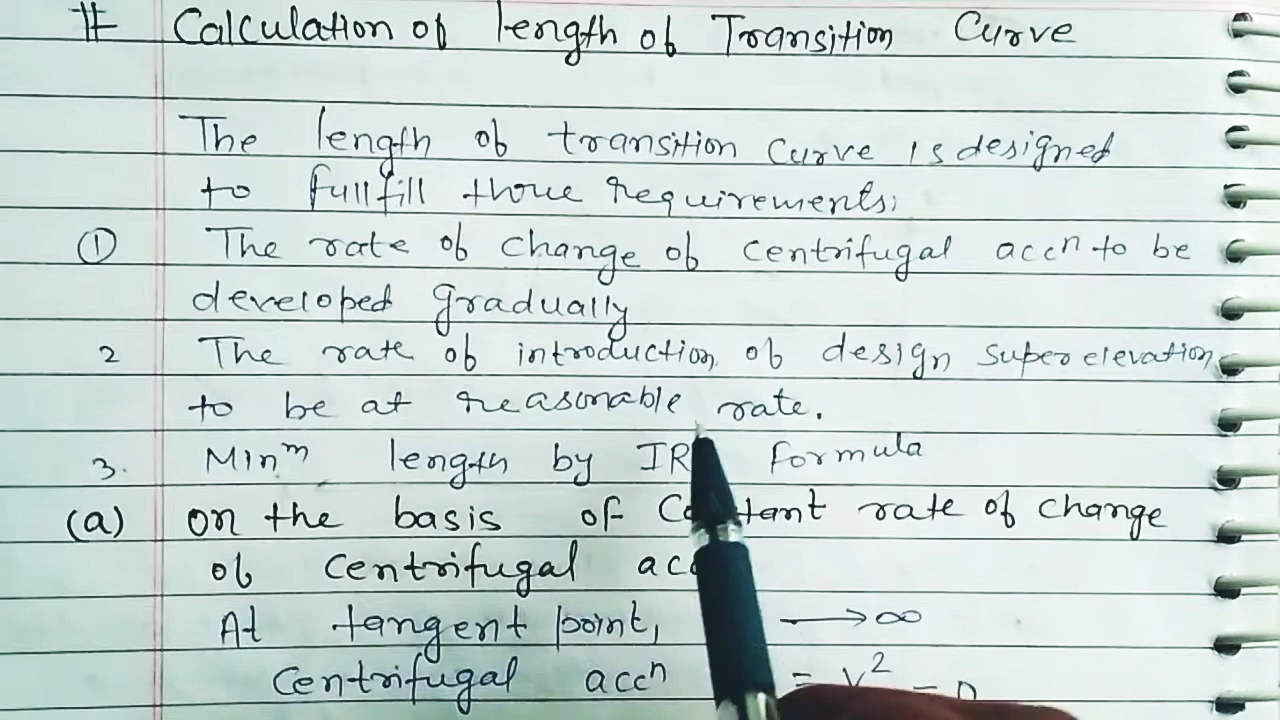 # Calculation of length of Transition Curve
The length of transition curve is designed
to fullfill three requirements:
① The rate of change of centrifugal accⁿ to be
developed gradually
2 The rate of introduction of design super elevation
to be at reasonable rate.
3. Minᵐ length by IR formula
(a) on the basis of rate of change
of centrifugal
At tangent point, ⟶ ∞
Centrifugal accⁿ = v²